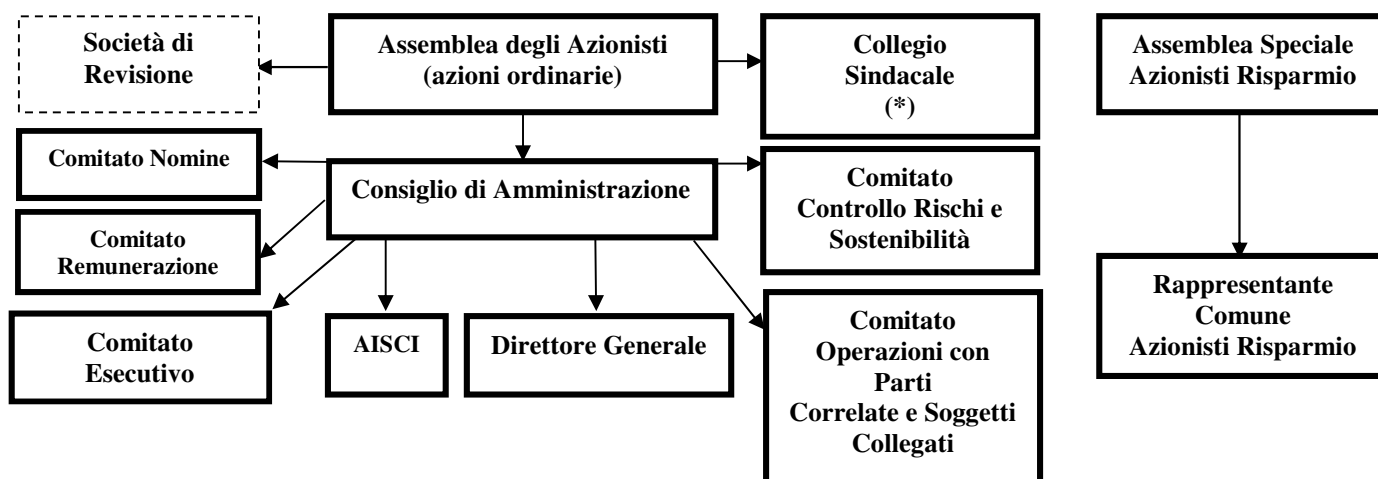 Società di
Revisione
Assemblea degli Azionisti
(azioni ordinarie)
Collegio
Sindacale
(*)
Assemblea Speciale
Azionisti Risparmio
Comitato Nomine
Consiglio di Amministrazione
Comitato
Controllo Rischi e
Sostenibilità
Comitato
Remunerazione
Comitato
Esecutivo
AISCI
Direttore Generale
Comitato
Operazioni con
Parti
Correlate e Soggetti
Collegati
Rappresentante
Comune
Azionisti Risparmio